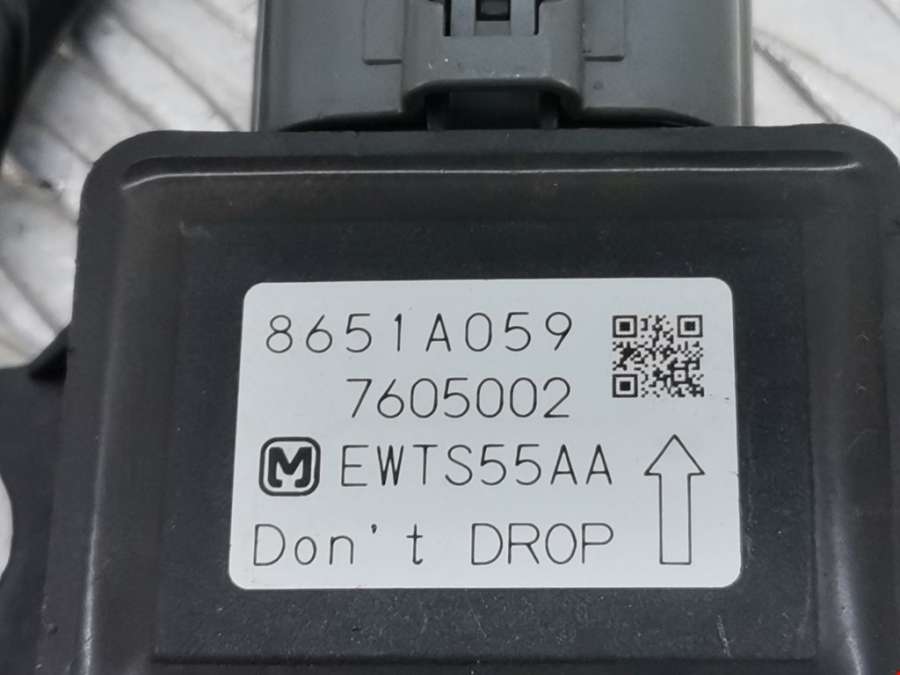 8651A059
7605002
M EWTS55AA
Don't DROP